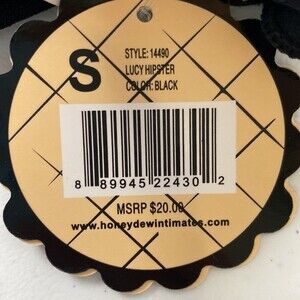 S
STYLE: 14490
LUCY HIPSTER
COLOR: BLACK
8 89945 22430 2
MSRP $20.00
www.honeydewintimates.com